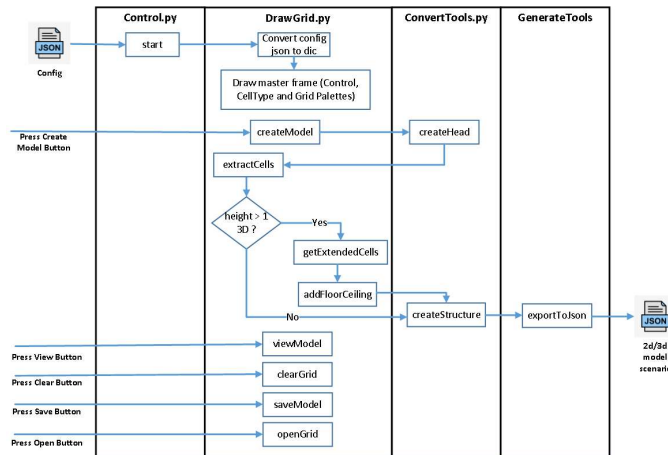 Control.py
DrawGrid.py
ConvertTools.py
GenerateTools
JSON
Config
start
Convert config
json to dic
Draw master frame (Control,
CellType and Grid Palettes)
Press Create
Model Button
createModel
createHead
extractCells
height > 1
3D ?
Yes
getExtendedCells
addFloorCeiling
No
createStructure
exportToJson
JSON
2d/3d
model
scenario
Press View Button
viewModel
Press Clear Button
clearGrid
Press Save Button
saveModel
Press Open Button
openGrid